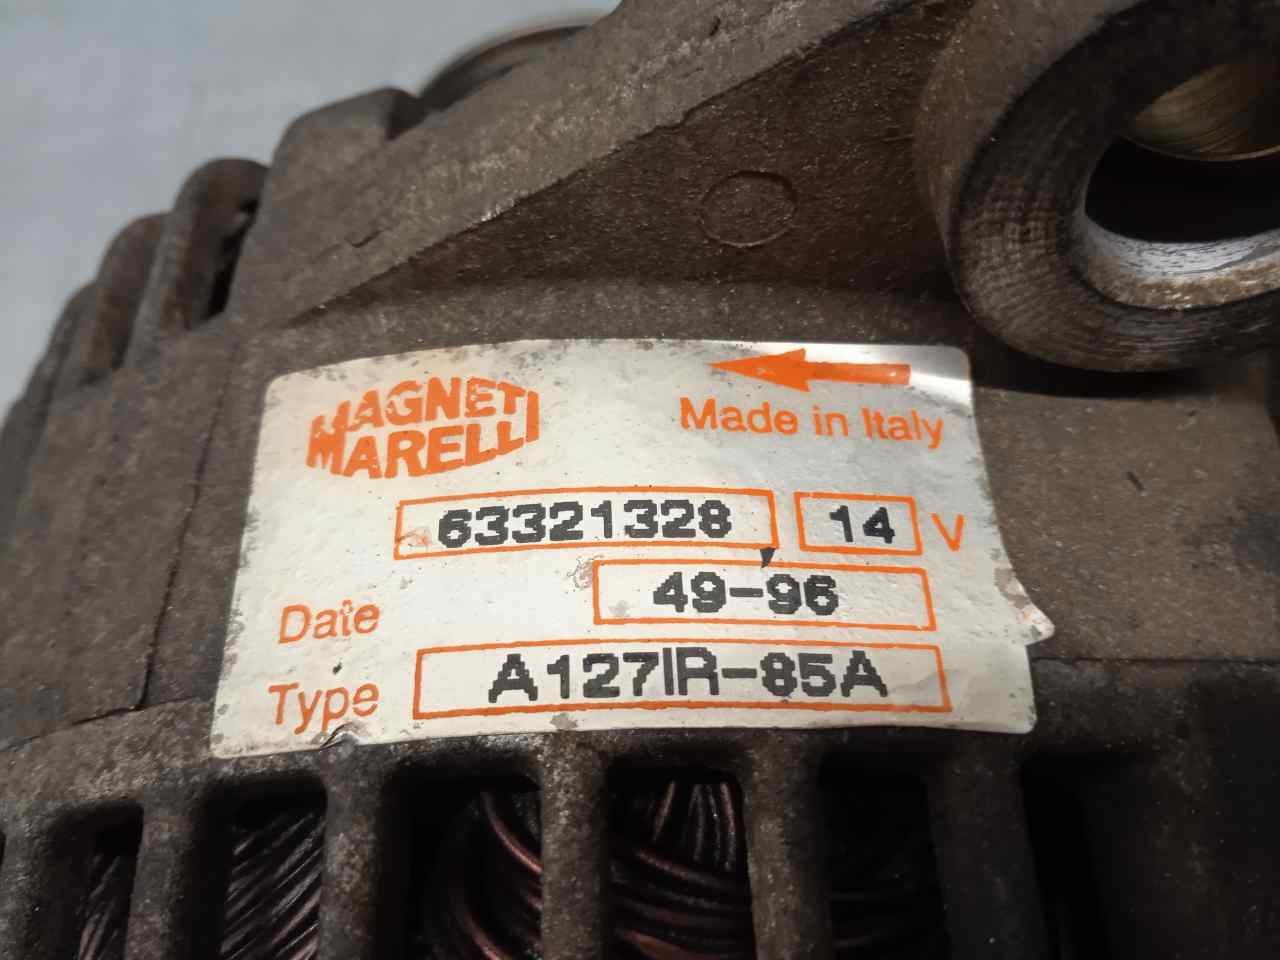 MAGNETI
MARELLI
Made in Italy
63321328 14 V
Date 49-96
Type A127IR-85A